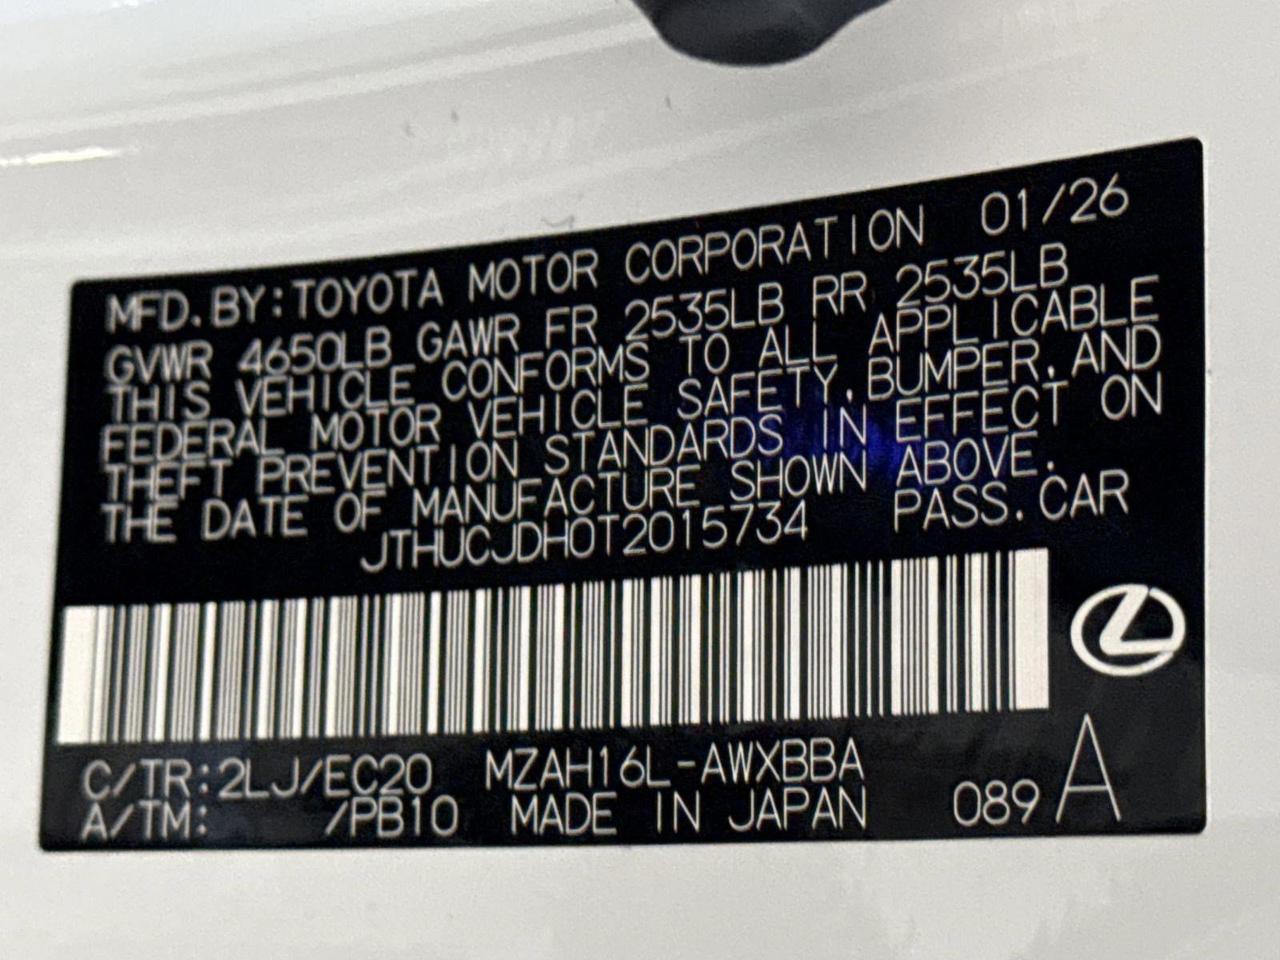 MFD. BY: TOYOTA MOTOR CORPORATION 01/26
GVWR 4650LB GAWR FR 2535LB RR 2535LB
THIS VEHICLE CONFORMS TO ALL APPLICABLE
FEDERAL MOTOR VEHICLE SAFETY, BUMPER, AND
THEFT PREVENTION STANDARDS IN EFFECT ON
THE DATE OF MANUFACTURE SHOWN ABOVE.
JTHUCJDH0T2015734 PASS. CAR
C/TR: 2LJ/EC20 MZAH16L-AWXBBA
A/TM: /PB10 MADE IN JAPAN 089 A